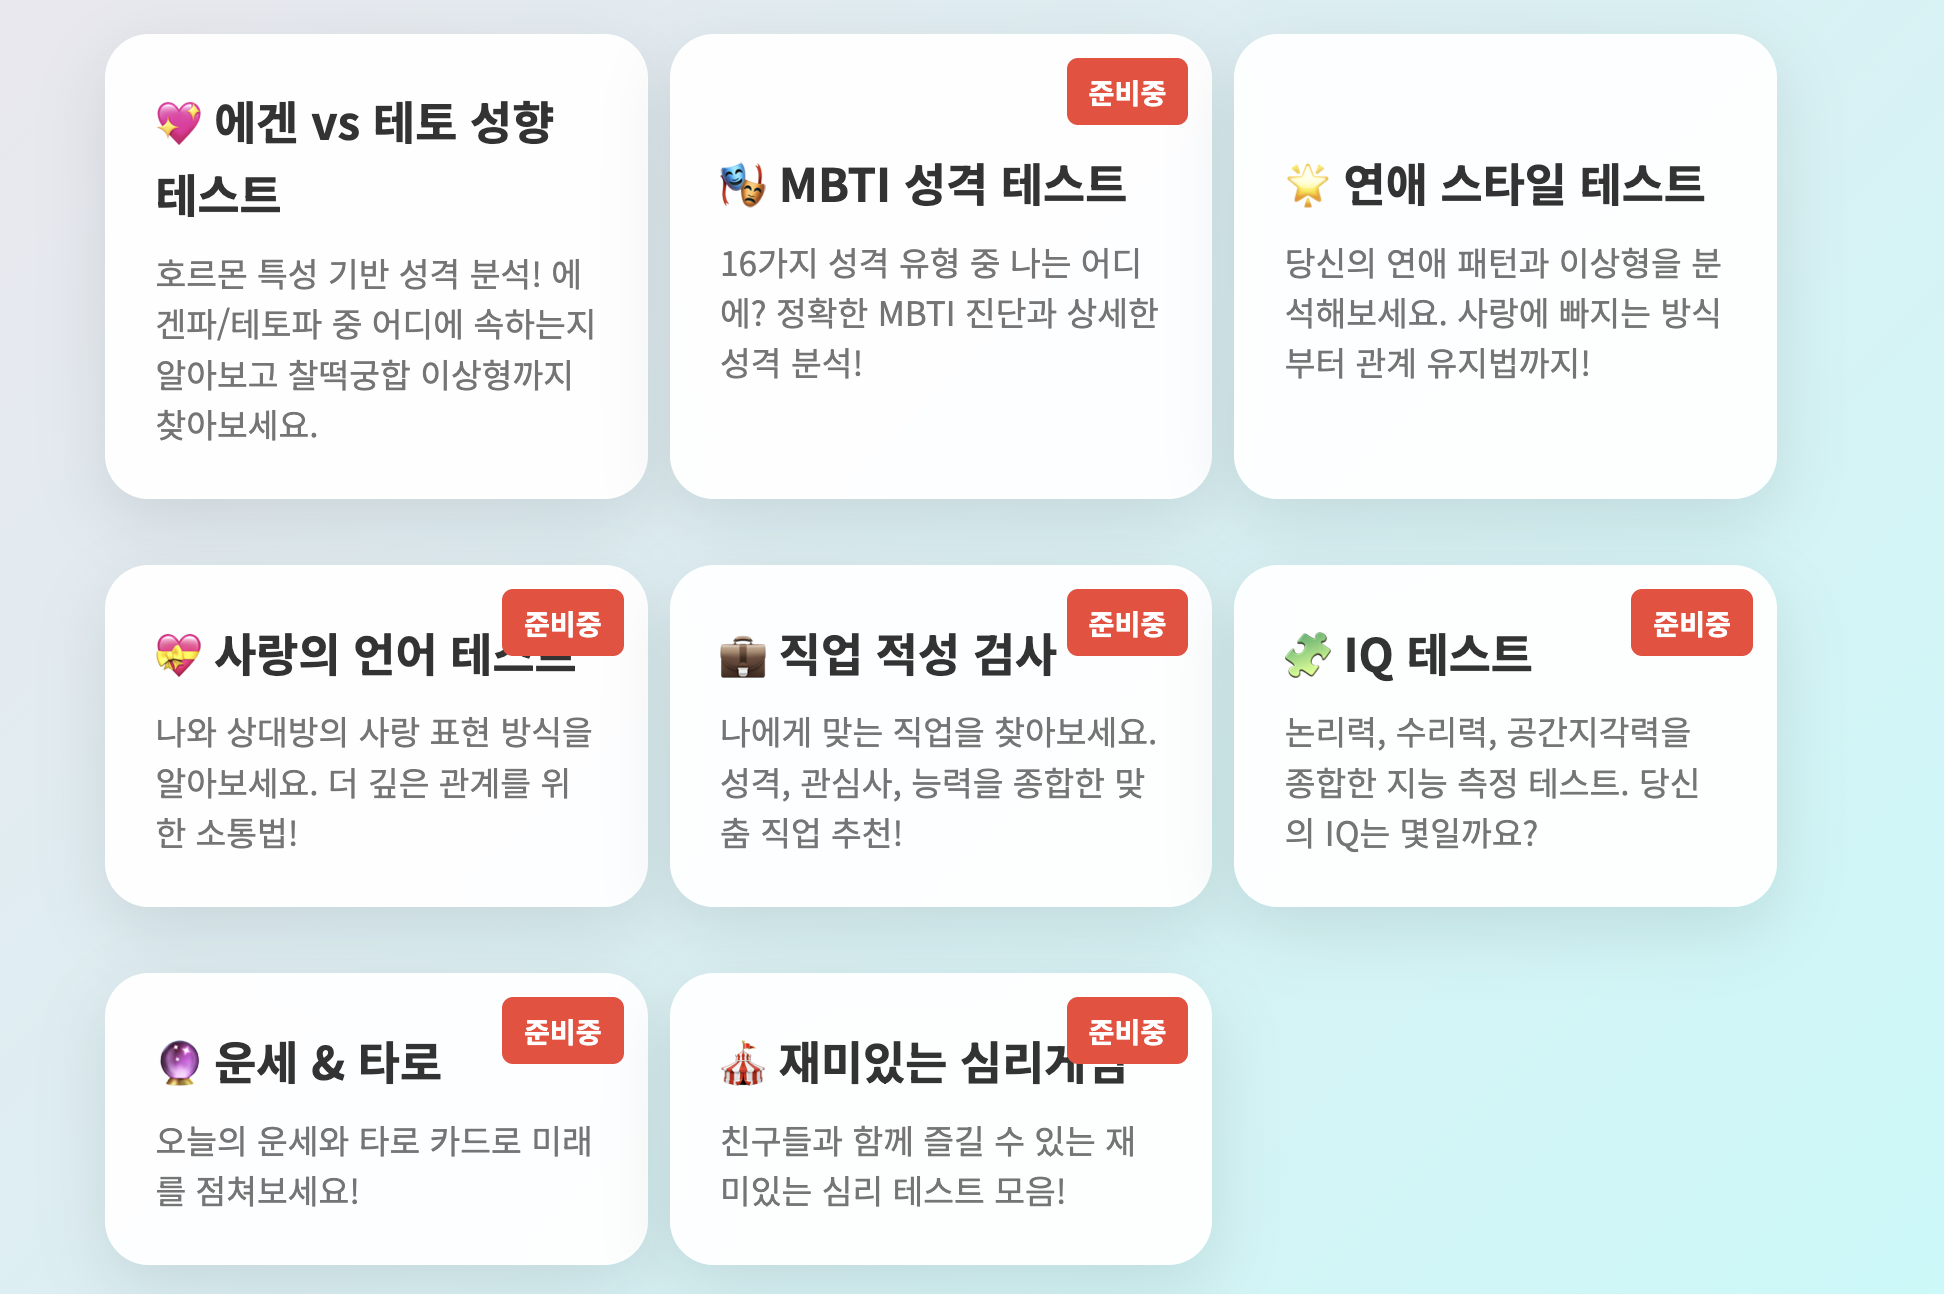 에겐 vs 테토 성향
테스트
호르몬 특성 기반 성격 분석! 에
겐파/테토파 중 어디에 속하는지
알아보고 찰떡궁합 이상형까지
찾아보세요.
준비중
MBTI 성격 테스트
16가지 성격 유형 중 나는 어디
에? 정확한 MBTI 진단과 상세한
성격 분석!
연애 스타일 테스트
당신의 연애 패턴과 이상형을 분
석해보세요. 사랑에 빠지는 방식
부터 관계 유지법까지!
준비중
사랑의 언어 테스트
나와 상대방의 사랑 표현 방식을
알아보세요. 더 깊은 관계를 위
한 소통법!
준비중
직업 적성 검사
나에게 맞는 직업을 찾아보세요.
성격, 관심사, 능력을 종합한 맞
춤 직업 추천!
준비중
IQ 테스트
논리력, 수리력, 공간지각력을
종합한 지능 측정 테스트. 당신
의 IQ는 몇일까요?
준비중
운세 & 타로
오늘의 운세와 타로 카드로 미래
를 점쳐보세요!
준비중
재미있는 심리게임
친구들과 함께 즐길 수 있는 재
미있는 심리 테스트 모음!